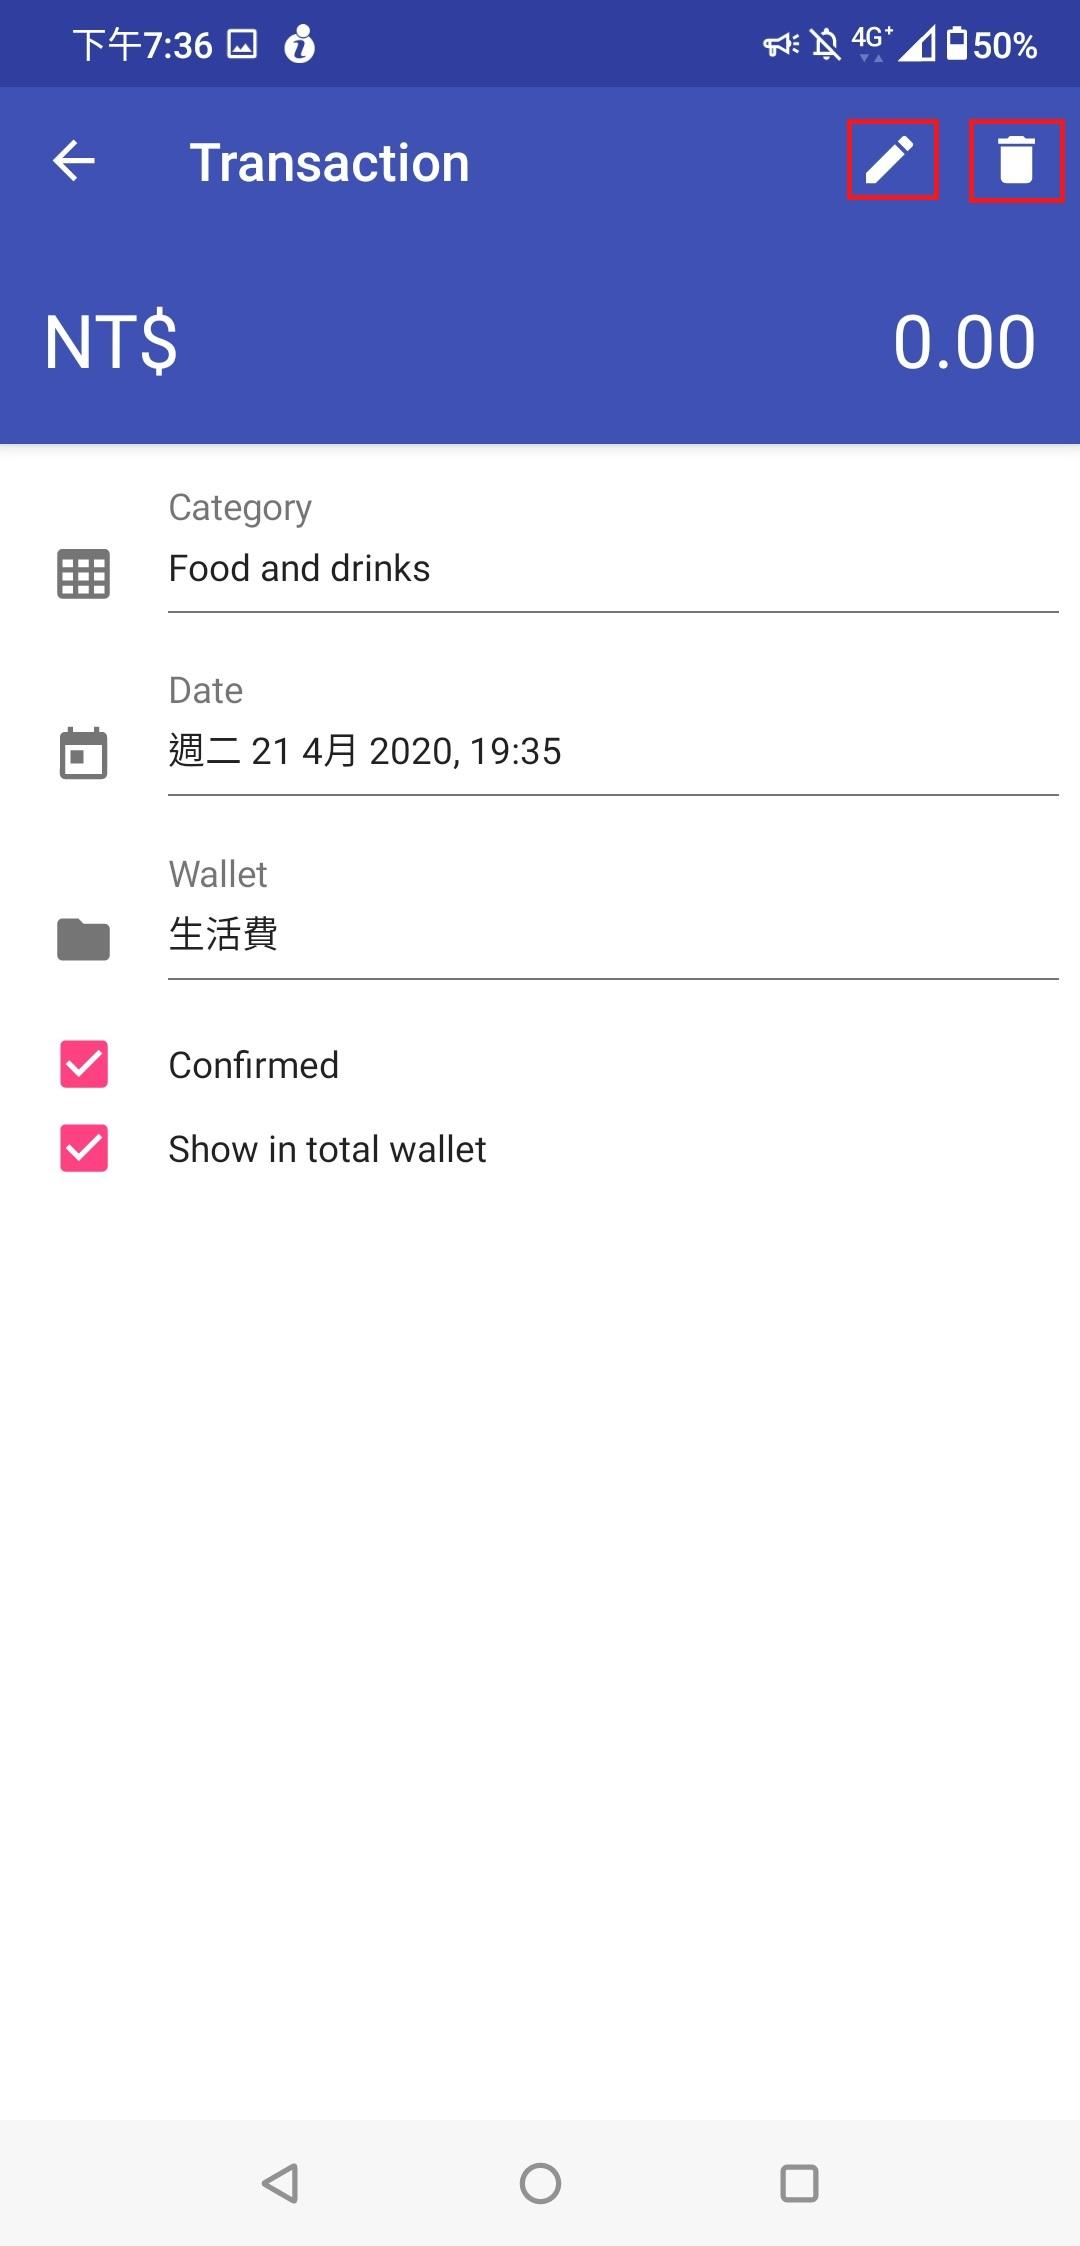 下午7:36 4G+ 50%
Transaction
NT$ 0.00
Category
Food and drinks
Date
週二 21 4月 2020, 19:35
Wallet
生活費
Confirmed
Show in total wallet